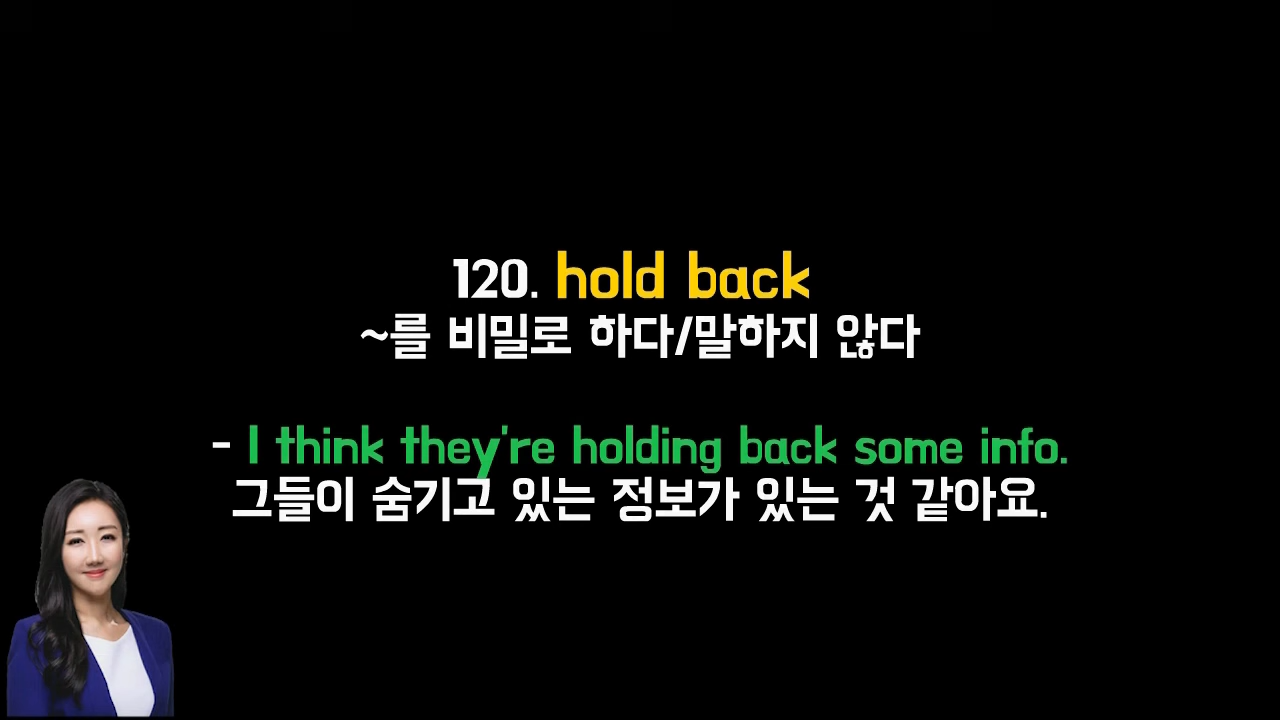 120. hold back
~를 비밀로 하다/말하지 않다
- I think they're holding back some info.
그들이 숨기고 있는 정보가 있는 것 같아요.